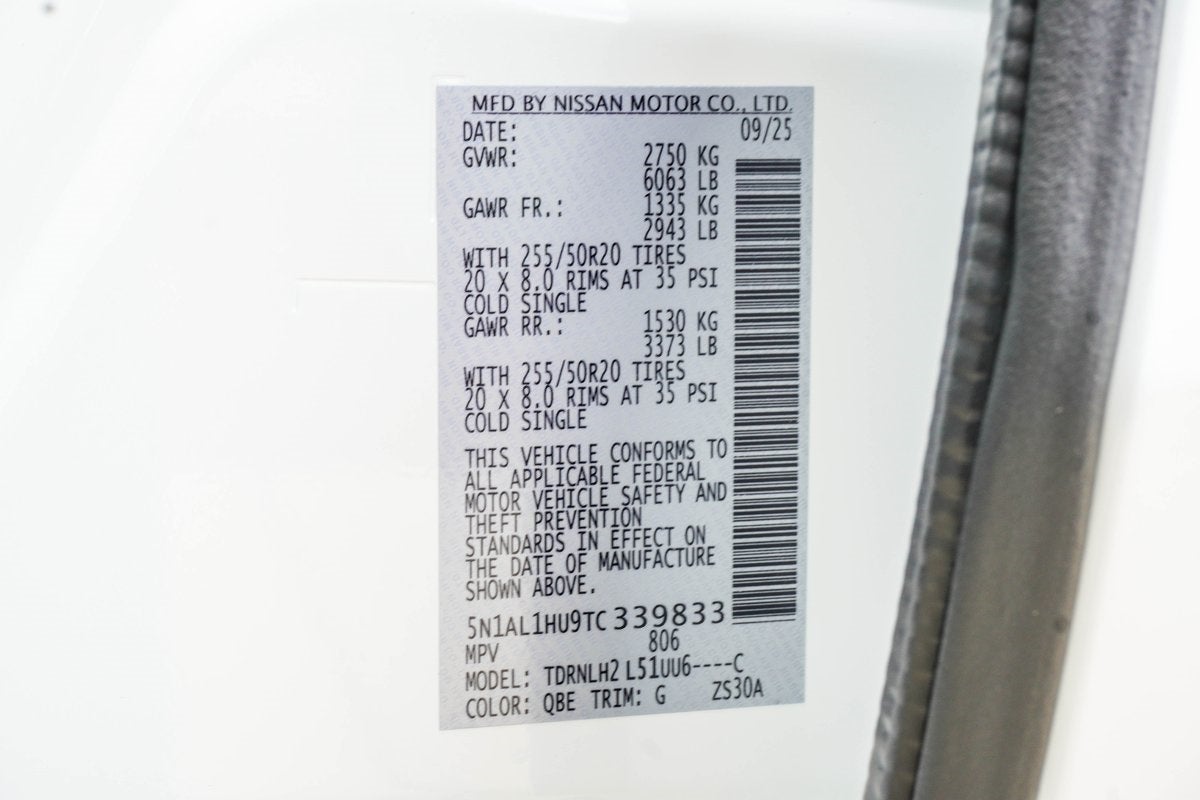 MFD BY NISSAN MOTOR CO., LTD.
DATE: 09/25
GVWR: 2750 KG
6063 LB
GAWR FR.: 1335 KG
2943 LB
WITH 255/50R20 TIRES
20 X 8.0 RIMS AT 35 PSI
COLD SINGLE
GAWR RR.: 1530 KG
3373 LB
WITH 255/50R20 TIRES
20 X 8.0 RIMS AT 35 PSI
COLD SINGLE
THIS VEHICLE CONFORMS TO
ALL APPLICABLE FEDERAL
MOTOR VEHICLE SAFETY AND
THEFT PREVENTION
STANDARDS IN EFFECT ON
THE DATE OF MANUFACTURE
SHOWN ABOVE.
5N1AL1HU9TC 339833
MPV 806
MODEL: TDRNLH2 L51UU6----C
COLOR: QBE TRIM: G ZS30A